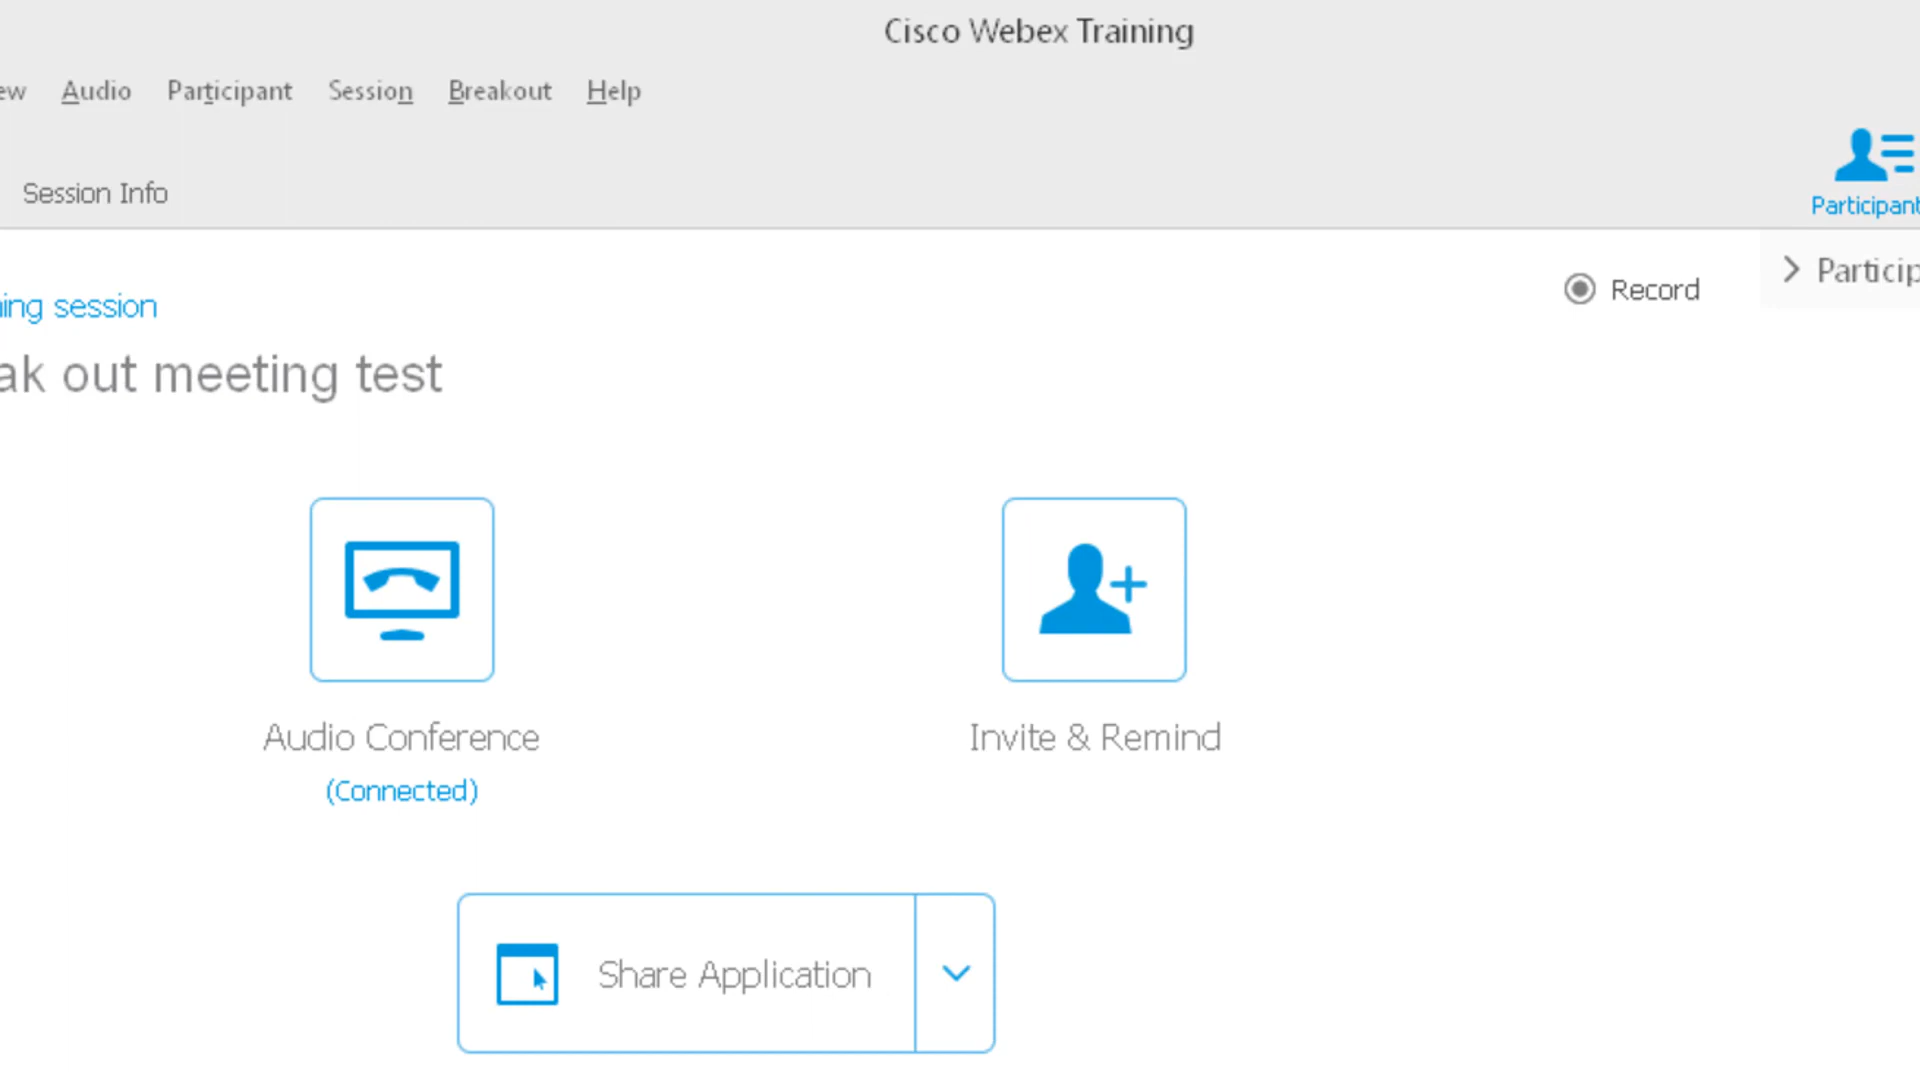 Cisco Webex Training
ew Audio Participant Session Breakout Help
Session Info
Participant
Record
Particip
ing session
ak out meeting test
Audio Conference
Invite & Remind
(Connected)
Share Application